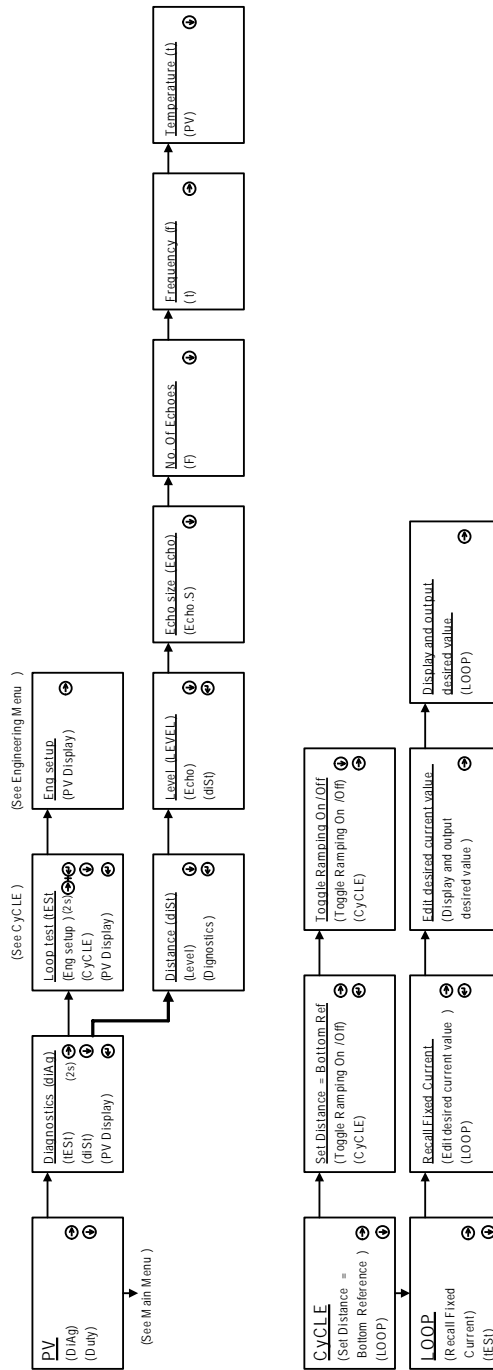 PV
(DiAg)
(Duty)
(See Main Menu )
Diagnostics (diAg)
(tESt)
(2s)
(diSt)
(PV Display)
(See CyCLE )
Loop test (tESt
(Eng setup ) (2s)
(CyCLE )
(PV Display)
(See Engineering Menu )
Eng setup
(PV Display)
Distance (diSt)
(Level)
(Dignostics)
Level (LEVEL)
(Echo)
(diSt)
Echo size (Echo)
(Echo.S)
No. Of Echoes
(F)
Frequency (f)
(t)
Temperature (t)
(PV)
CyCLE
(Set Distance =
Bottom Reference )
(LOOP)
Set Distance = Bottom Ref
(Toggle Ramping On /Off)
(CyCLE)
Toggle Ramping On /Off
(Toggle Ramping On /Off)
(CyCLE)
LOOP
(Recall Fixed
Current)
(tESt)
Recall Fixed Current
(Edit desired current value )
(LOOP)
Edit desired current value
(Display and output
desired value )
Display and output
desired value
(LOOP)